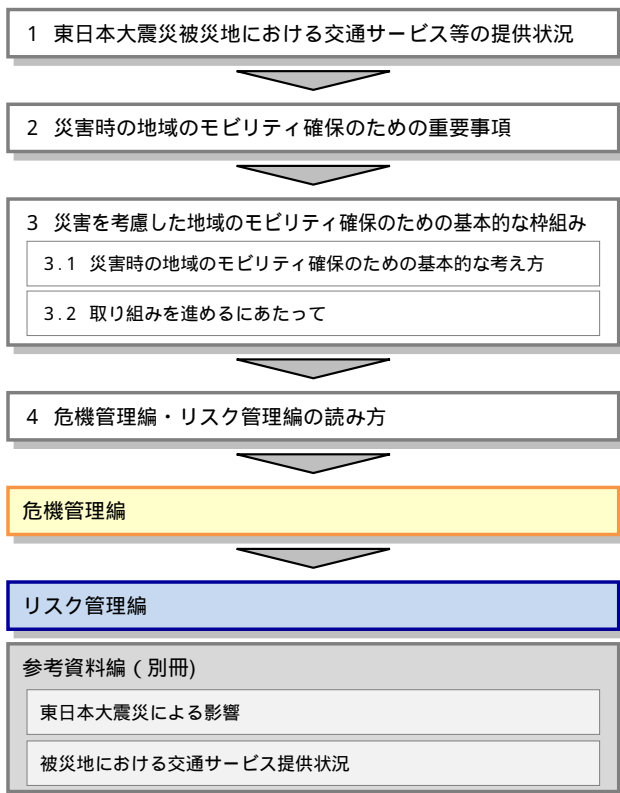 1 東日本大震災被災地における交通サービス等の提供状況
2 災害時の地域のモビリティ確保のための重要事項
3 災害を考慮した地域のモビリティ確保のための基本的な枠組み
3.1 災害時の地域のモビリティ確保のための基本的な考え方
3.2 取り組みを進めるにあたって
4 危機管理編・リスク管理編の読み方
危機管理編
リスク管理編
参考資料編(別冊)
東日本大震災による影響
被災地における交通サービス提供状況